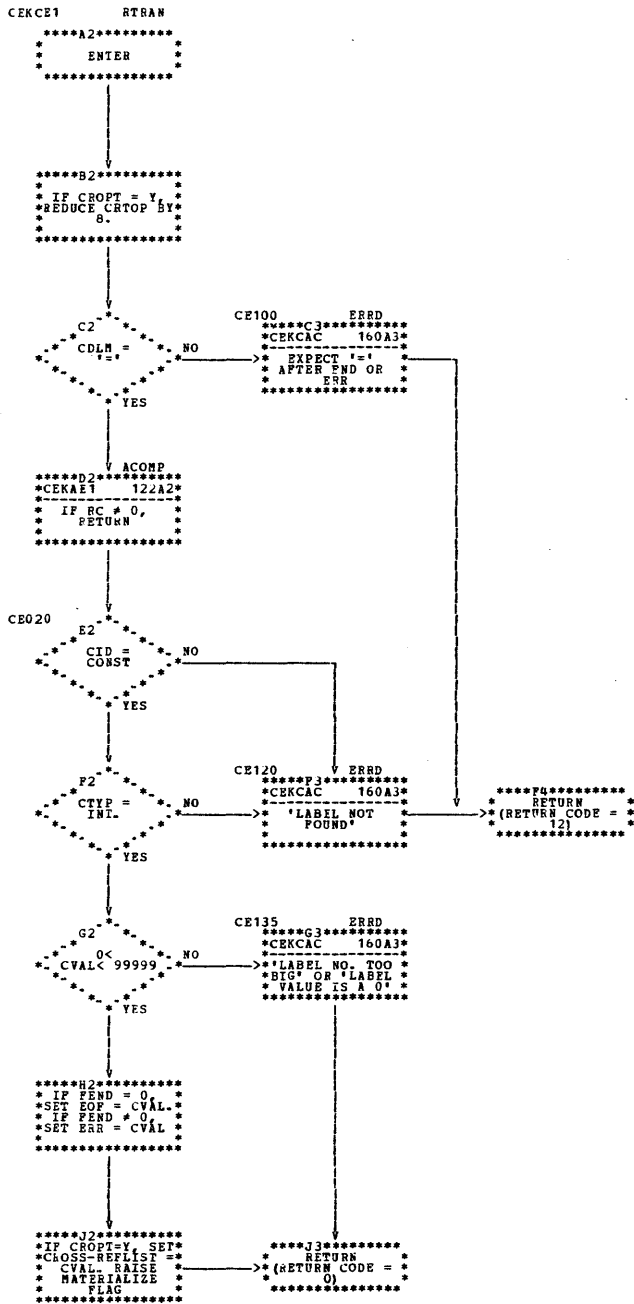 CEKCE1 RTRAN
A2
ENTER
B2
IF CROPT = Y,
REDUCE CRTOP BY
8.
C2
CDLM =
'='
NO
YES
CE100 ERRD
C3
CEKCAC 160A3
EXPECT '='
AFTER END OR
ERR
ACOMP
D2
CEKAE1 122A2
IF RC ≠ 0,
RETURN
CE020
E2
CID =
CONST
NO
YES
F2
CTYP =
INT.
NO
YES
CE120 ERRD
F3
CEKCAC 160A3
'LABEL NOT
FOUND'
F4
RETURN
(RETURN CODE =
12)
G2
0<
CVAL< 99999
NO
YES
CE135 ERRD
G3
CEKCAC 160A3
'LABEL NO. TOO
BIG' OR 'LABEL
VALUE IS A 0'
H2
IF FEND = 0,
SET EOF = CVAL.
IF FEND ≠ 0,
SET ERR = CVAL
J2
IF CROPT=Y, SET
CROSS-REFLIST =
CVAL. RAISE
MATERIALIZE
FLAG
J3
RETURN
(RETURN CODE =
0)